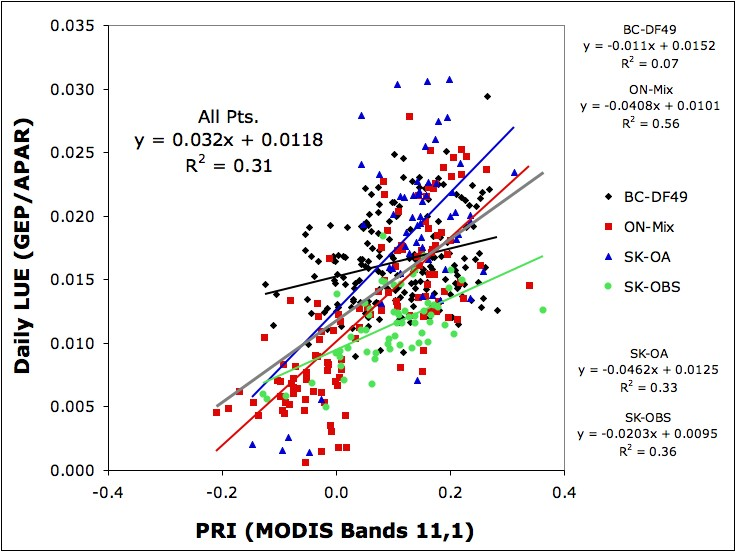 BC-DF49
y = -0.011x + 0.0152
R² = 0.07
ON-Mix
y = -0.0408x + 0.0101
R² = 0.56
All Pts.
y = 0.032x + 0.0118
R² = 0.31
BC-DF49
ON-Mix
SK-OA
SK-OBS
SK-OA
y = -0.0462x + 0.0125
R² = 0.33
SK-OBS
y = -0.0203x + 0.0095
R² = 0.36
Daily LUE (GEP/APAR)
0.035
0.030
0.025
0.020
0.015
0.010
0.005
0.000
-0.4 -0.2 0.0 0.2 0.4
PRI (MODIS Bands 11,1)